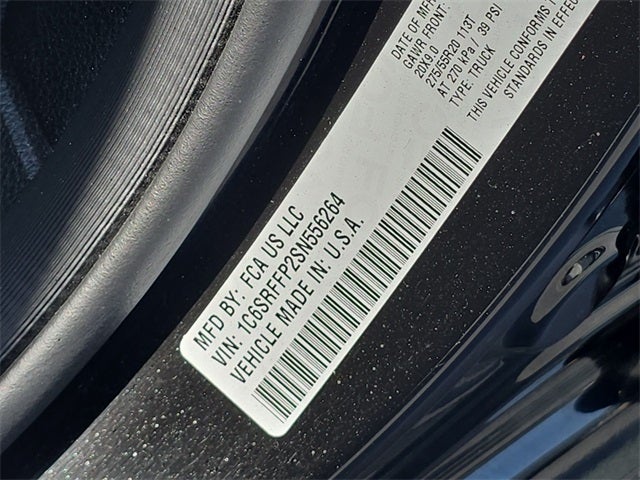 MFD BY: FCA US LLC
VIN: 1C6SRFFP2SN556264
VEHICLE MADE IN: U.S.A.
DATE OF MFR
GAWR FRONT:
20X9.0
275/55R20 113T
AT 270 kPa / 39 PSI
TYPE: TRUCK
THIS VEHICLE CONFORMS T
STANDARDS IN EFFECT